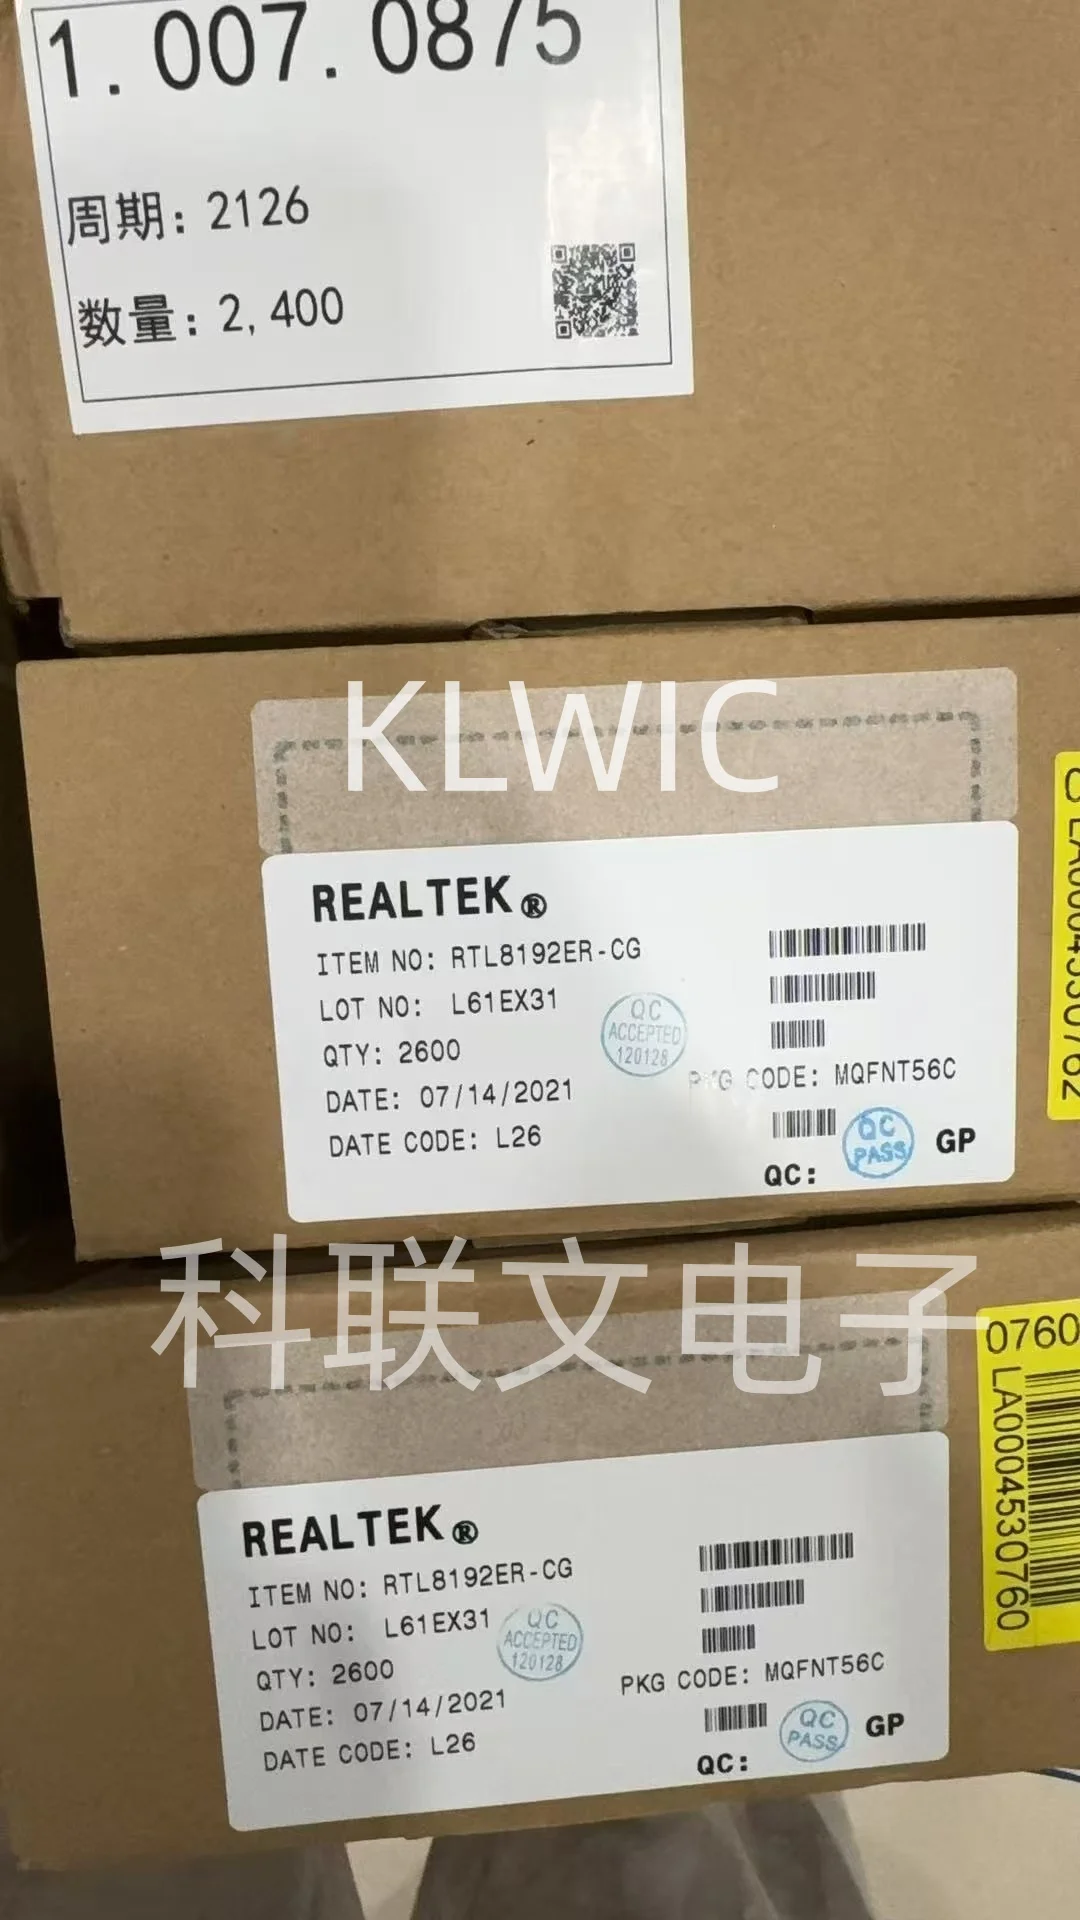 1.007.0875
周期: 2126
数量: 2,400
KLWIC
REALTEK®
ITEM NO: RTL8192ER-CG
LOT NO: L61EX31
QTY: 2600
DATE: 07/14/2021
DATE CODE: L26
QC
ACCEPTED
120128
PKG CODE: MQFNT56C
QC
PASS
GP
QC:
LA0004530762
科联文电子
0760
LA0004530760
REALTEK®
ITEM NO: RTL8192ER-CG
LOT NO: L61EX31
QTY: 2600
DATE: 07/14/2021
DATE CODE: L26
QC
ACCEPTED
120128
PKG CODE: MQFNT56C
QC
PASS
GP
QC: